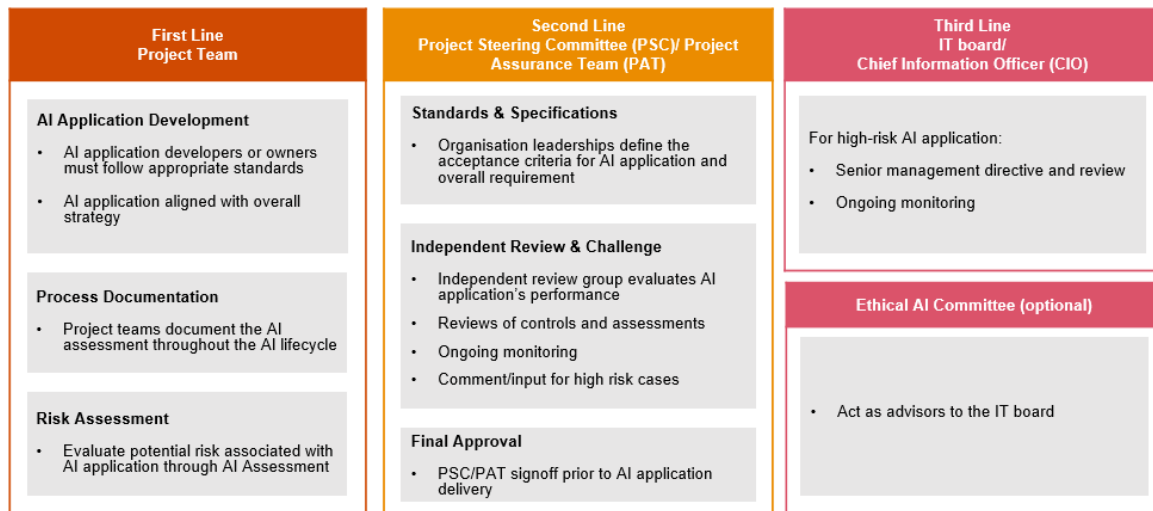 First Line
Project Team
AI Application Development
• AI application developers or owners
must follow appropriate standards
• AI application aligned with overall
strategy
Process Documentation
• Project teams document the AI
assessment throughout the AI lifecycle
Risk Assessment
• Evaluate potential risk associated with
AI application through AI Assessment
Second Line
Project Steering Committee (PSC)/ Project
Assurance Team (PAT)
Standards & Specifications
• Organisation leaderships define the
acceptance criteria for AI application and
overall requirement
Independent Review & Challenge
• Independent review group evaluates AI
application's performance
• Reviews of controls and assessments
• Ongoing monitoring
• Comment/input for high risk cases
Final Approval
• PSC/PAT signoff prior to AI application
delivery
Third Line
IT board/
Chief Information Officer (CIO)
For high-risk AI application:
• Senior management directive and review
• Ongoing monitoring
Ethical AI Committee (optional)
• Act as advisors to the IT board